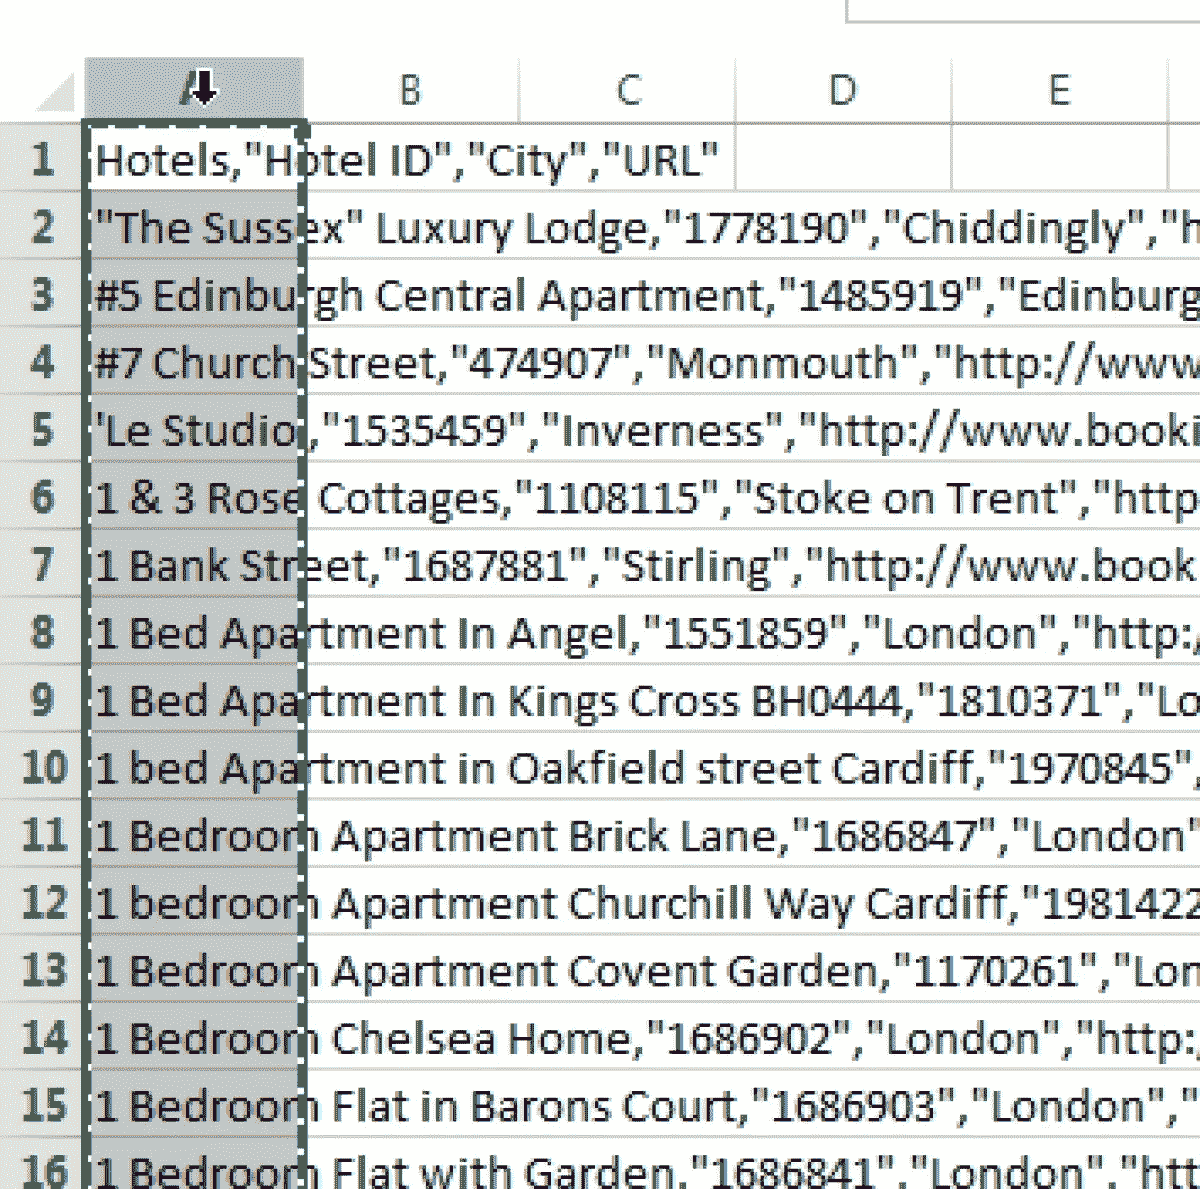 A B C D E
1 Hotels,"Hotel ID","City","URL"
2 "The Sussex" Luxury Lodge,"1778190","Chiddingly","h
3 #5 Edinburgh Central Apartment,"1485919","Edinburg
4 #7 Church Street,"474907","Monmouth","http://www
5 'Le Studio,"1535459","Inverness","http://www.booki
6 1 & 3 Rose Cottages,"1108115","Stoke on Trent","http
7 1 Bank Street,"1687881","Stirling","http://www.book
8 1 Bed Apartment In Angel,"1551859","London","http:/
9 1 Bed Apartment In Kings Cross BH0444,"1810371","Lo
10 1 bed Apartment in Oakfield street Cardiff,"1970845",
11 1 Bedroom Apartment Brick Lane,"1686847","London"
12 1 bedroom Apartment Churchill Way Cardiff,"1981422
13 1 Bedroom Apartment Covent Garden,"1170261","Lon
14 1 Bedroom Chelsea Home,"1686902","London","http:/
15 1 Bedroom Flat in Barons Court,"1686903","London","
16 1 Bedroom Flat with Garden,"1686841","London","htt